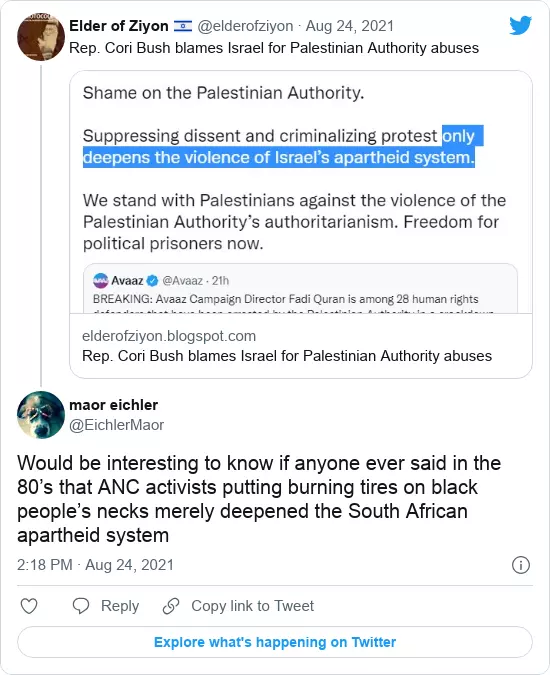 Elder of Ziyon 🇮🇱 @elderofziyon · Aug 24, 2021
Rep. Cori Bush blames Israel for Palestinian Authority abuses
Shame on the Palestinian Authority.
Suppressing dissent and criminalizing protest only
deepens the violence of Israel's apartheid system.
We stand with Palestinians against the violence of the
Palestinian Authority's authoritarianism. Freedom for
political prisoners now.
Avaaz @Avaaz · 21h
BREAKING: Avaaz Campaign Director Fadi Quran is among 28 human rights
elderofziyon.blogspot.com
Rep. Cori Bush blames Israel for Palestinian Authority abuses
maor eichler
@EichlerMaor
Would be interesting to know if anyone ever said in the
80's that ANC activists putting burning tires on black
people's necks merely deepened the South African
apartheid system
2:18 PM · Aug 24, 2021
Reply Copy link to Tweet
Explore what's happening on Twitter